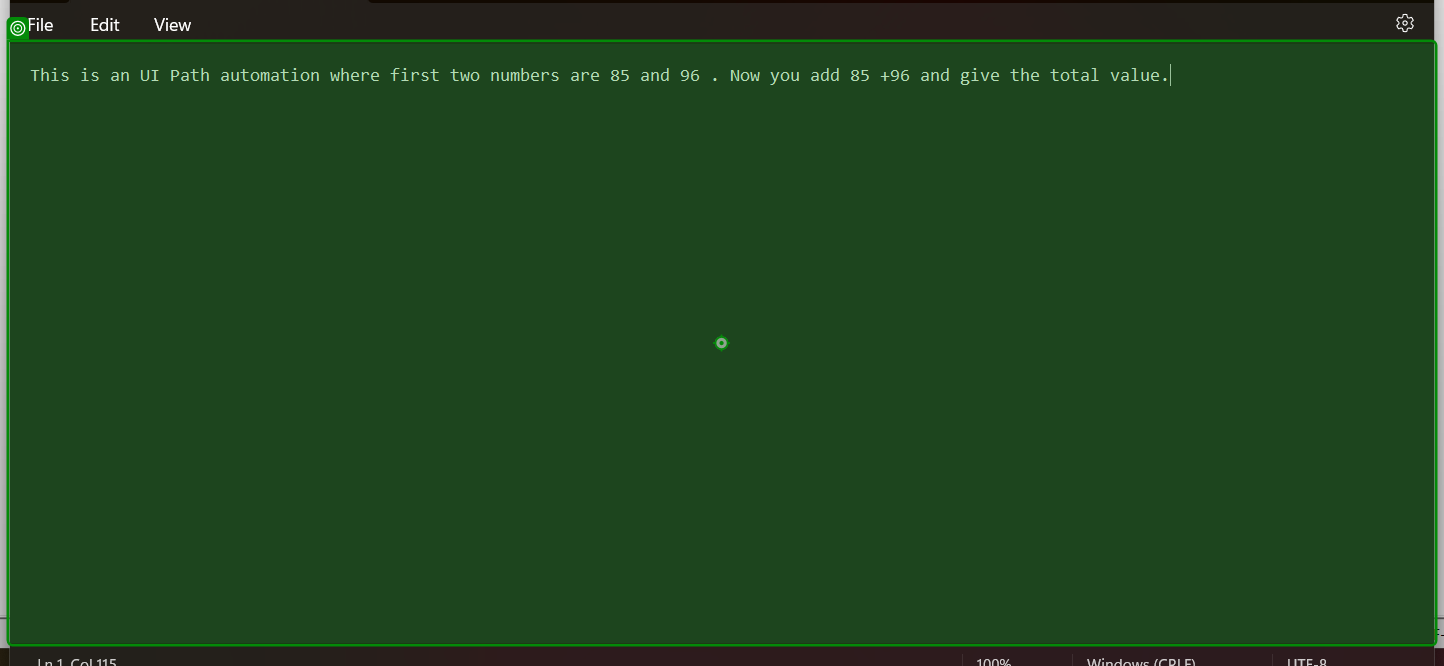 File Edit View
This is an UI Path automation where first two numbers are 85 and 96 . Now you add 85 +96 and give the total value.
Ln 1, Col 115 100% Windows (CRLF) UTF-8